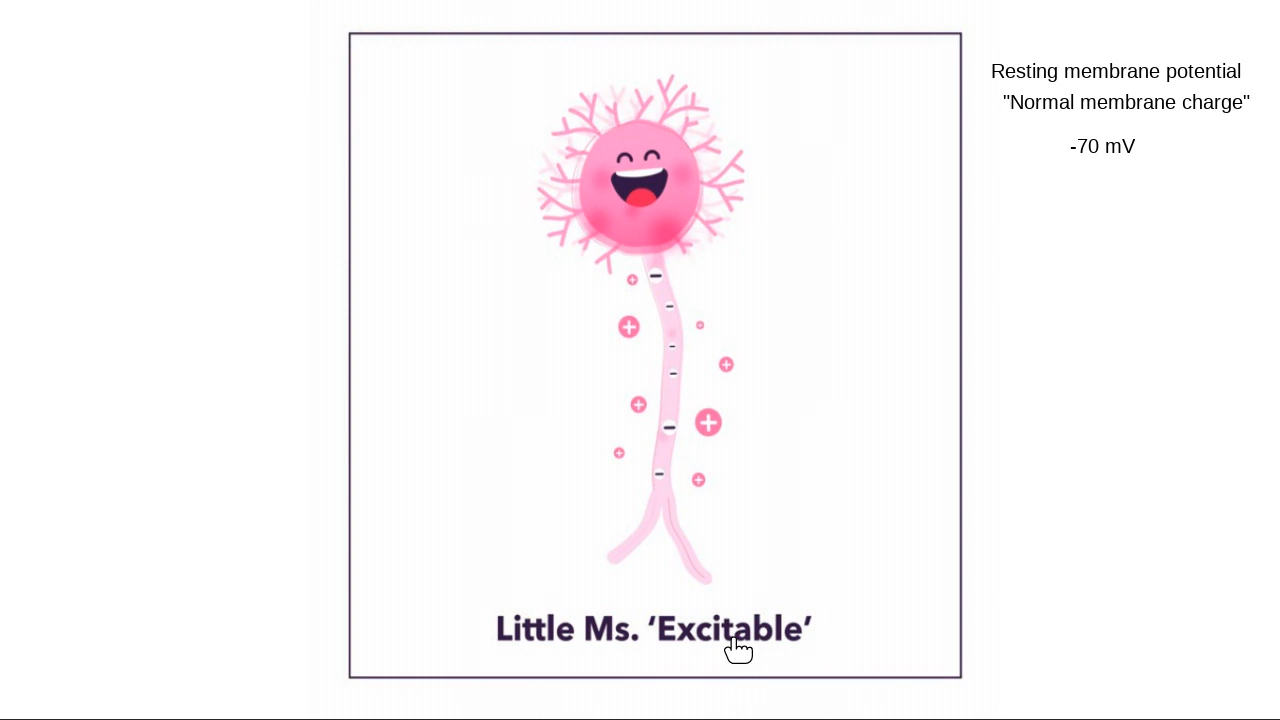 Resting membrane potential
"Normal membrane charge"
-70 mV
Little Ms. ‘Excitable’